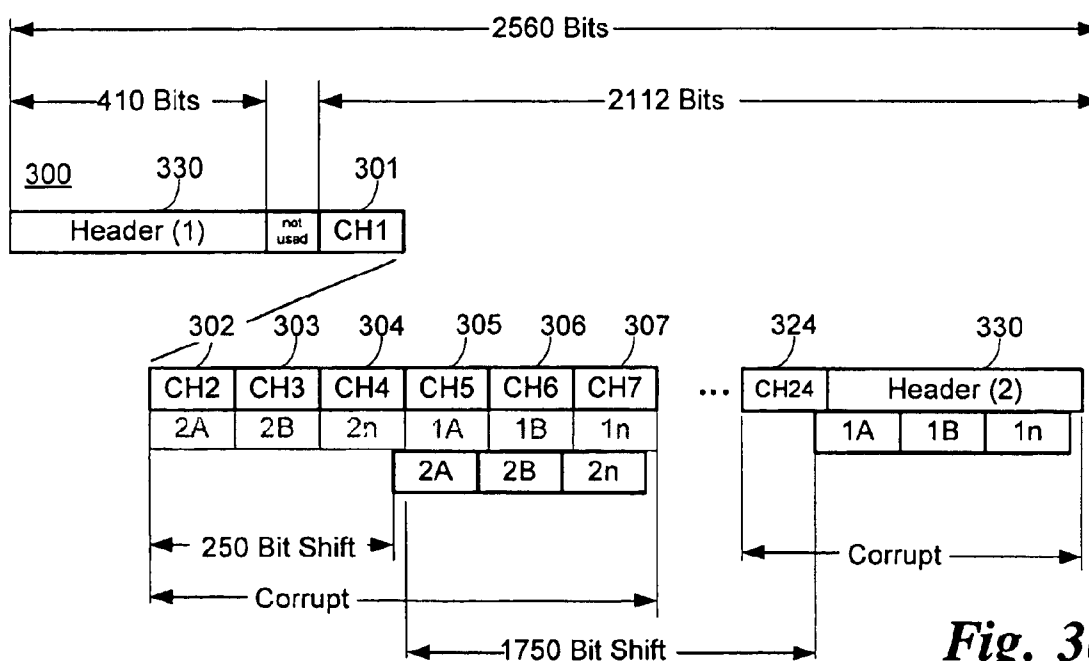 2560 Bits
410 Bits
2112 Bits
300
330
301
Header (1)
not used
CH1
302 303 304 305 306 307 324 330
CH2 CH3 CH4 CH5 CH6 CH7 ... CH24 Header (2)
2A 2B 2n 1A 1B 1n
1A 1B 1n
2A 2B 2n
250 Bit Shift
Corrupt
Corrupt
1750 Bit Shift
Fig. 3